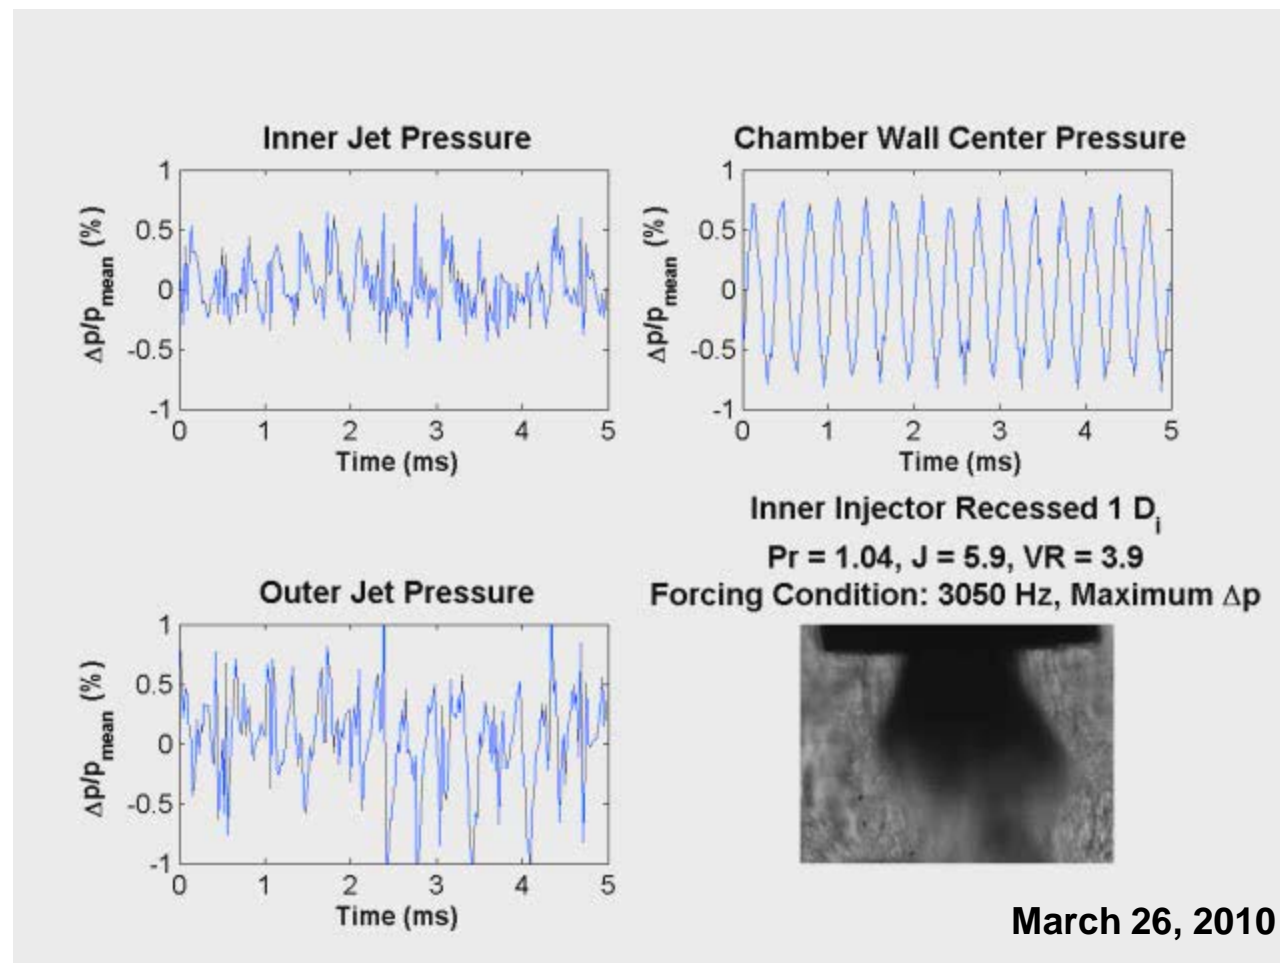 Inner Jet Pressure
1
0.5
0
-0.5
-1
Δp/p_mean (%)
0 1 2 3 4 5
Time (ms)
Chamber Wall Center Pressure
1
0.5
0
-0.5
-1
Δp/p_mean (%)
0 1 2 3 4 5
Time (ms)
Inner Injector Recessed 1 D_i
Pr = 1.04, J = 5.9, VR = 3.9
Forcing Condition: 3050 Hz, Maximum Δp
Outer Jet Pressure
1
0.5
0
-0.5
-1
Δp/p_mean (%)
0 1 2 3 4 5
Time (ms)
March 26, 2010